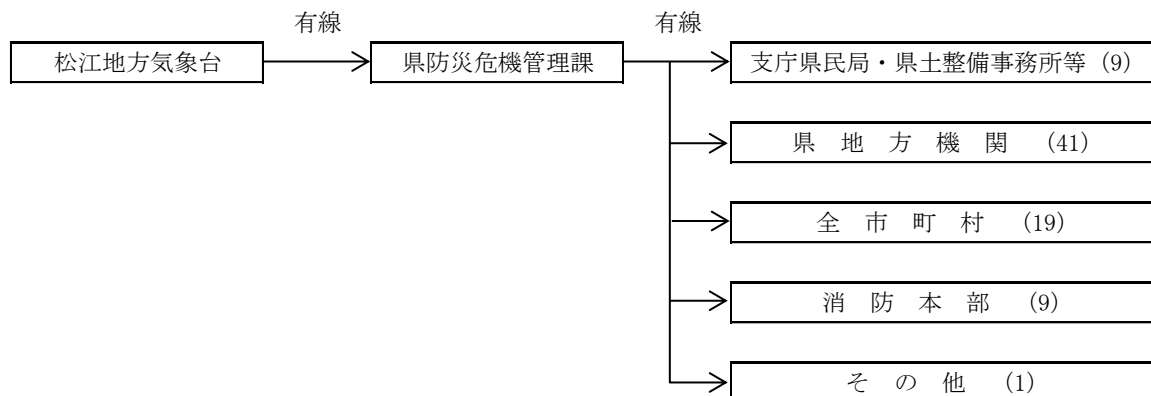 有線
有線
松江地方気象台
県防災危機管理課
支庁県民局・県土整備事務所等 (9)
県 地 方 機 関 (41)
全 市 町 村 (19)
消 防 本 部 (9)
そ の 他 (1)